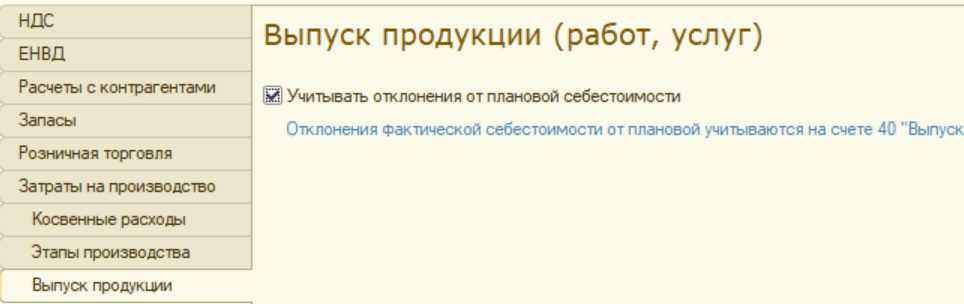 НДС
ЕНВД
Расчеты с контрагентами
Запасы
Розничная торговля
Затраты на производство
Косвенные расходы
Этапы производства
Выпуск продукции
Выпуск продукции (работ, услуг)
Учитывать отклонения от плановой себестоимости
Отклонения фактической себестоимости от плановой учитываются на счете 40 "Выпуск